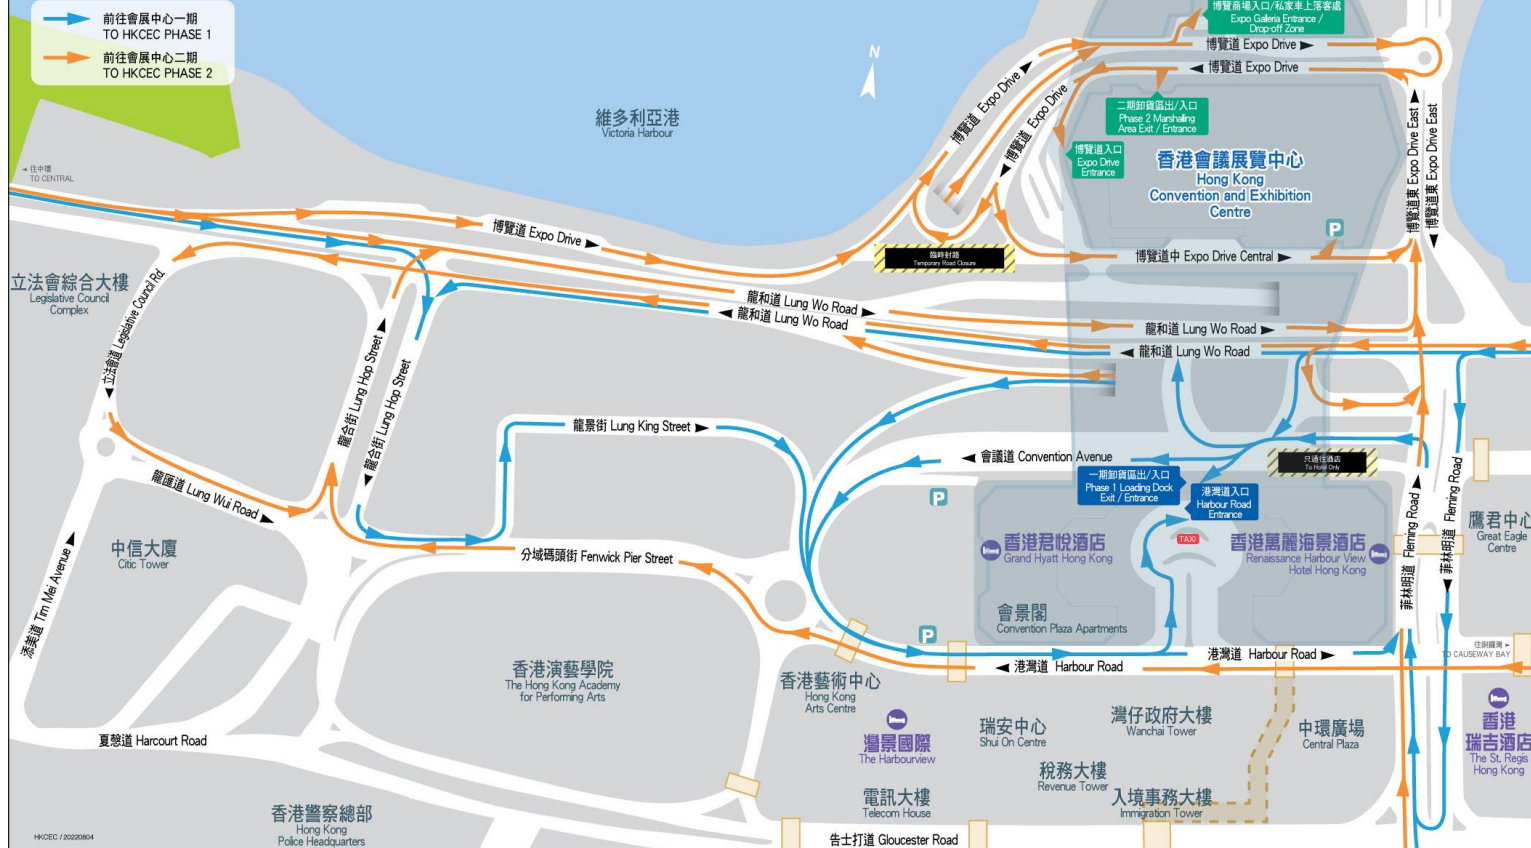 前往會展中心一期
TO HKCEC PHASE 1
前往會展中心二期
TO HKCEC PHASE 2
博覽商場入口/私家車上落客處
Expo Galleria Entrance /
Drop-off Zone
博覽道 Expo Drive ►
◄ 博覽道 Expo Drive
博覽道 Expo Drive ►
博覽道 Expo Drive
N
維多利亞港
Victoria Harbour
二期卸貨區出/入口
Phase 2 Marshalling
Area Exit / Entrance
博覽道入口
Expo Drive
Entrance
香港會議展覽中心
Hong Kong
Convention and Exhibition
Centre
博覽道東 Expo Drive East ►
博覽道東 Expo Drive East
◄ 往中環
TO CENTRAL
博覽道 Expo Drive ►
臨時封路
Temporary Road Closure
P
博覽道中 Expo Drive Central ►
立法會綜合大樓
Legislative Council
Complex
立法會道 Legislative Council Rd.
龍和道 Lung Wo Road ►
◄ 龍和道 Lung Wo Road
龍和道 Lung Wo Road ►
◄ 龍和道 Lung Wo Road
龍合街 Lung Hop Street ►
龍合街 Lung Hop Street
龍景街 Lung King Street ►
◄ 會議道 Convention Avenue
只通往酒店
To Hotel Only
一期卸貨區出/入口
Phase 1 Loading Dock
Exit / Entrance
港灣道入口
Harbour Road
Entrance
P
TAXI
龍匯道 Lung Wui Road ►
中信大廈
Citic Tower
添美道 Tim Mei Avenue ►
分域碼頭街 Fenwick Pier Street
香港君悅酒店
Grand Hyatt Hong Kong
香港萬麗海景酒店
Renaissance Harbour View
Hotel Hong Kong
菲林明道 Fleming Road ►
菲林明道 Fleming Road
鷹君中心
Great Eagle
Centre
會景閣
Convention Plaza Apartments
P
港灣道 Harbour Road ►
◄ 港灣道 Harbour Road
往銅鑼灣 ►
TO CAUSEWAY BAY
香港演藝學院
The Hong Kong Academy
for Performing Arts
香港藝術中心
Hong Kong
Arts Centre
灣景國際
The Harbourview
瑞安中心
Shui On Centre
灣仔政府大樓
Wanchai Tower
中環廣場
Central Plaza
香港
瑞吉酒店
The St. Regis
Hong Kong
夏慤道 Harcourt Road
稅務大樓
Revenue Tower
電訊大樓
Telecom House
入境事務大樓
Immigration Tower
香港警察總部
Hong Kong
Police Headquarters
告士打道 Gloucester Road
HKCEC / 20220804